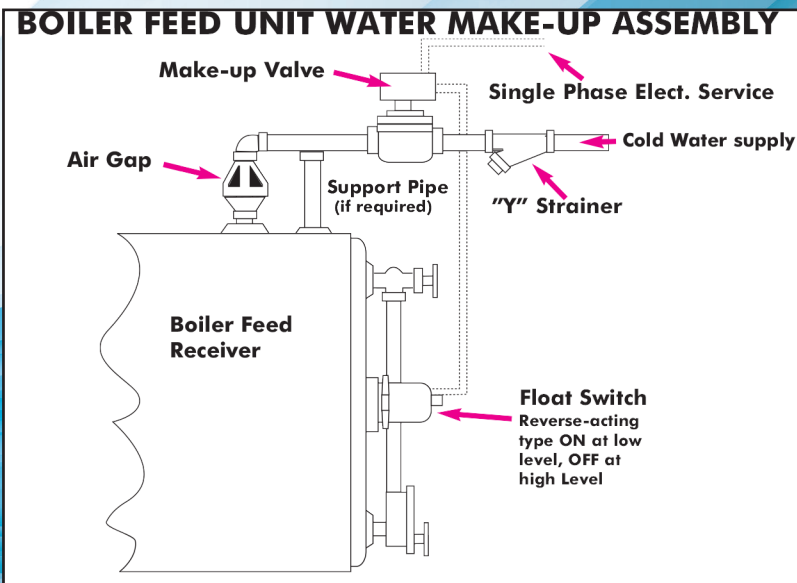 BOILER FEED UNIT WATER MAKE-UP ASSEMBLY
Make-up Valve
Single Phase Elect. Service
Cold Water supply
Air Gap
Support Pipe
(if required)
"Y" Strainer
Boiler Feed
Receiver
Float Switch
Reverse-acting
type ON at low
level, OFF at
high Level